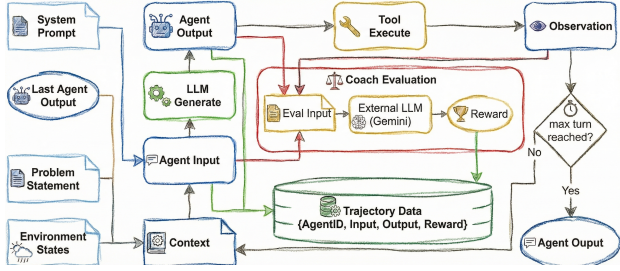 System
Prompt
Agent
Output
Tool
Execute
Observation
Last Agent
Output
LLM
Generate
Coach Evaluation
Eval Input
External LLM
(Gemini)
Reward
max turn
reached?
No
Yes
Problem
Statement
Agent Input
Trajectory Data
{AgentID, Input, Output, Reward}
Environment
States
Context
Agent Ouput